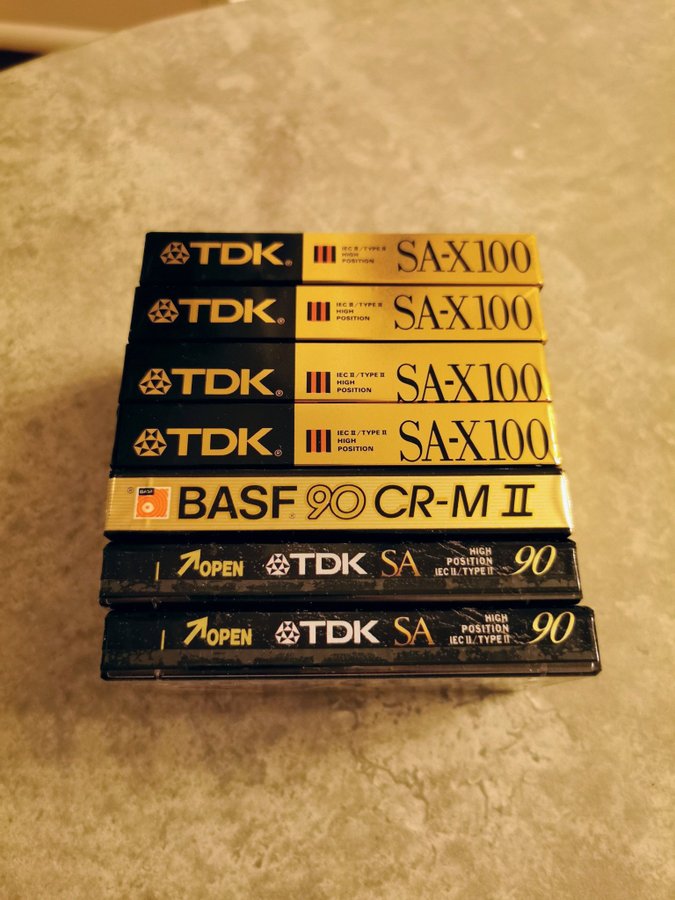 TDK® IEC II/TYPE II HIGH POSITION SA-X100
TDK® IEC II/TYPE II HIGH POSITION SA-X100
TDK® IEC II/TYPE II HIGH POSITION SA-X100
TDK® IEC II/TYPE II HIGH POSITION SA-X100
® BASF BASF® 90 CR-M II
OPEN TDK SA HIGH POSITION IEC II/TYPE II 90
OPEN TDK SA HIGH POSITION IEC II/TYPE II 90